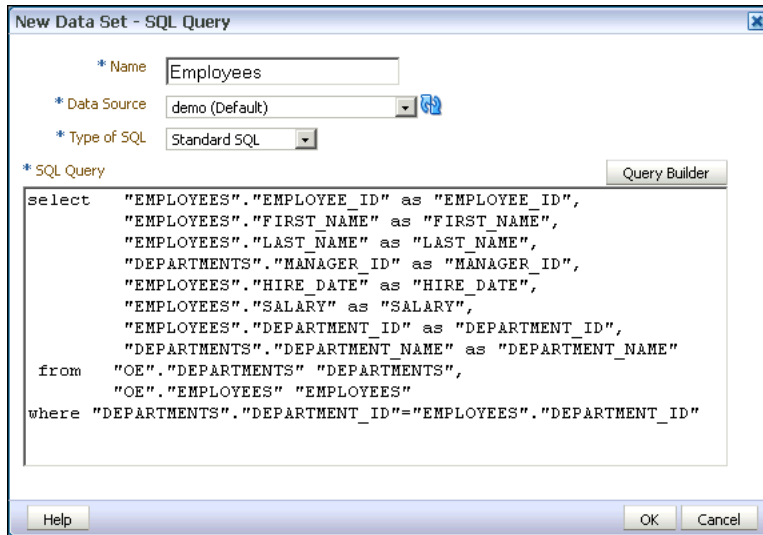 New Data Set - SQL Query
* Name Employees
* Data Source demo (Default)
* Type of SQL Standard SQL
* SQL Query Query Builder
select "EMPLOYEES"."EMPLOYEE_ID" as "EMPLOYEE_ID",
"EMPLOYEES"."FIRST_NAME" as "FIRST_NAME",
"EMPLOYEES"."LAST_NAME" as "LAST_NAME",
"DEPARTMENTS"."MANAGER_ID" as "MANAGER_ID",
"EMPLOYEES"."HIRE_DATE" as "HIRE_DATE",
"EMPLOYEES"."SALARY" as "SALARY",
"EMPLOYEES"."DEPARTMENT_ID" as "DEPARTMENT_ID",
"DEPARTMENTS"."DEPARTMENT_NAME" as "DEPARTMENT_NAME"
from "OE"."DEPARTMENTS" "DEPARTMENTS",
"OE"."EMPLOYEES" "EMPLOYEES"
where "DEPARTMENTS"."DEPARTMENT_ID"="EMPLOYEES"."DEPARTMENT_ID"
Help OK Cancel